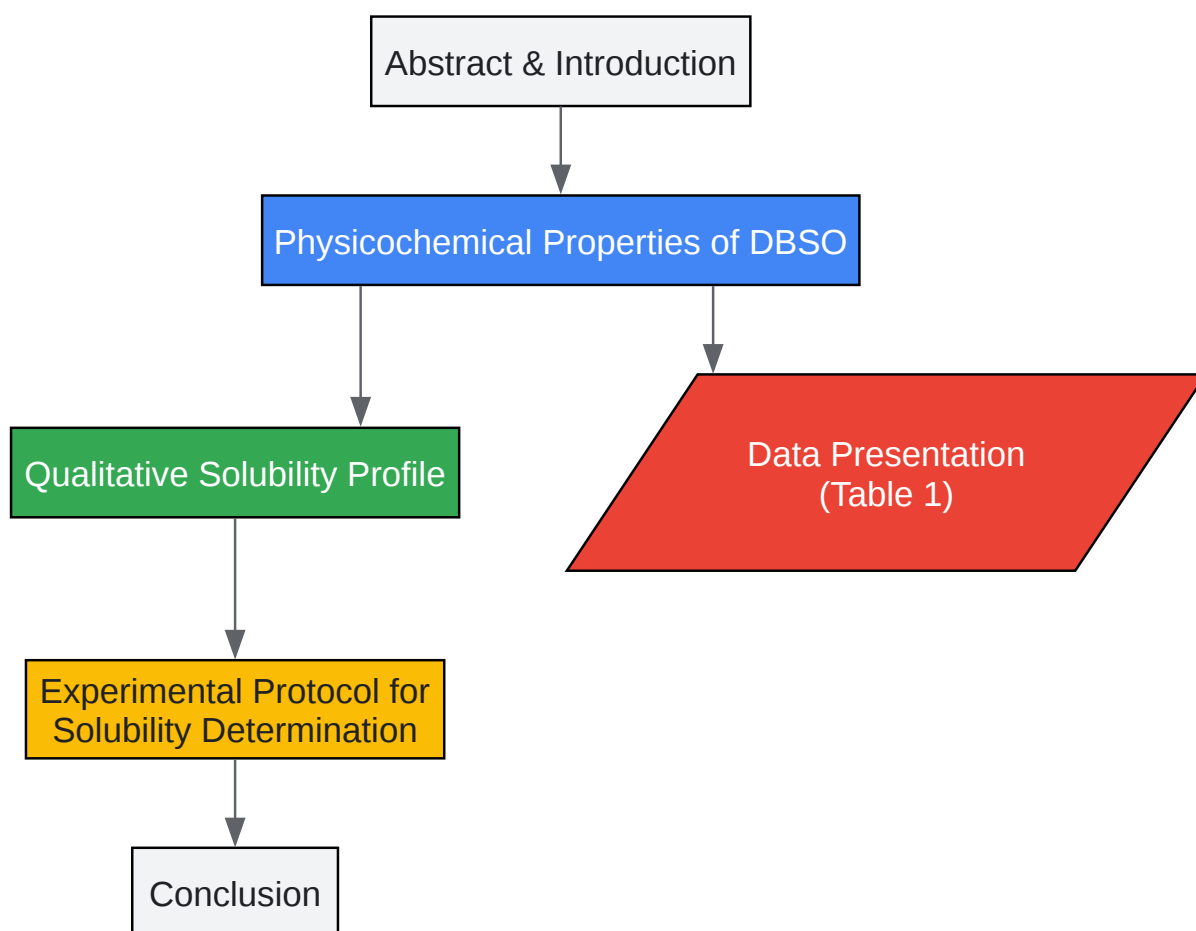 Abstract & Introduction
Physicochemical Properties of DBSO
Qualitative Solubility Profile
Data Presentation
(Table 1)
Experimental Protocol for
Solubility Determination
Conclusion